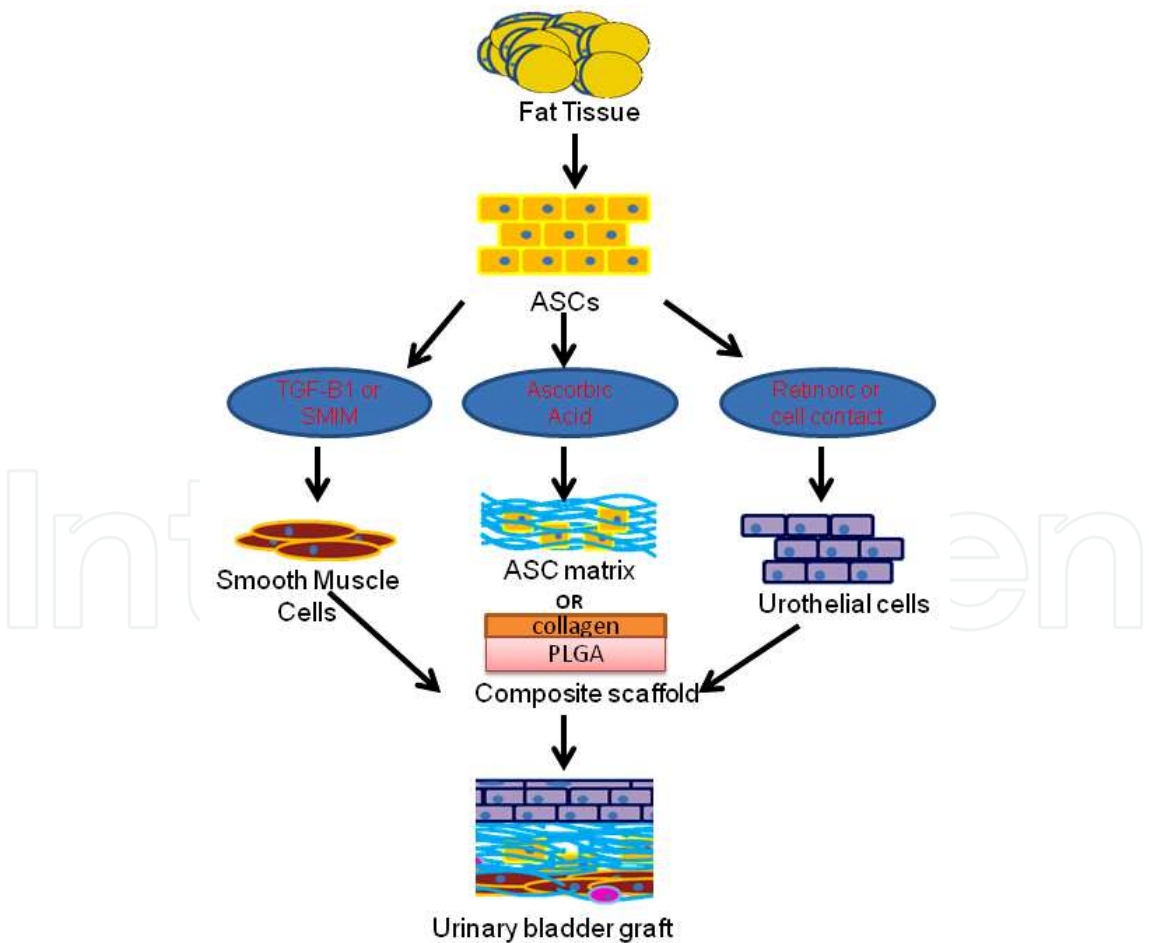 Fat Tissue
ASCs
TGF-B1 or
SMIM
Ascorbic
Acid
Retinoic or
cell contact
Smooth Muscle
Cells
ASC matrix
OR
collagen
PLGA
Composite scaffold
Urothelial cells
Urinary bladder graft